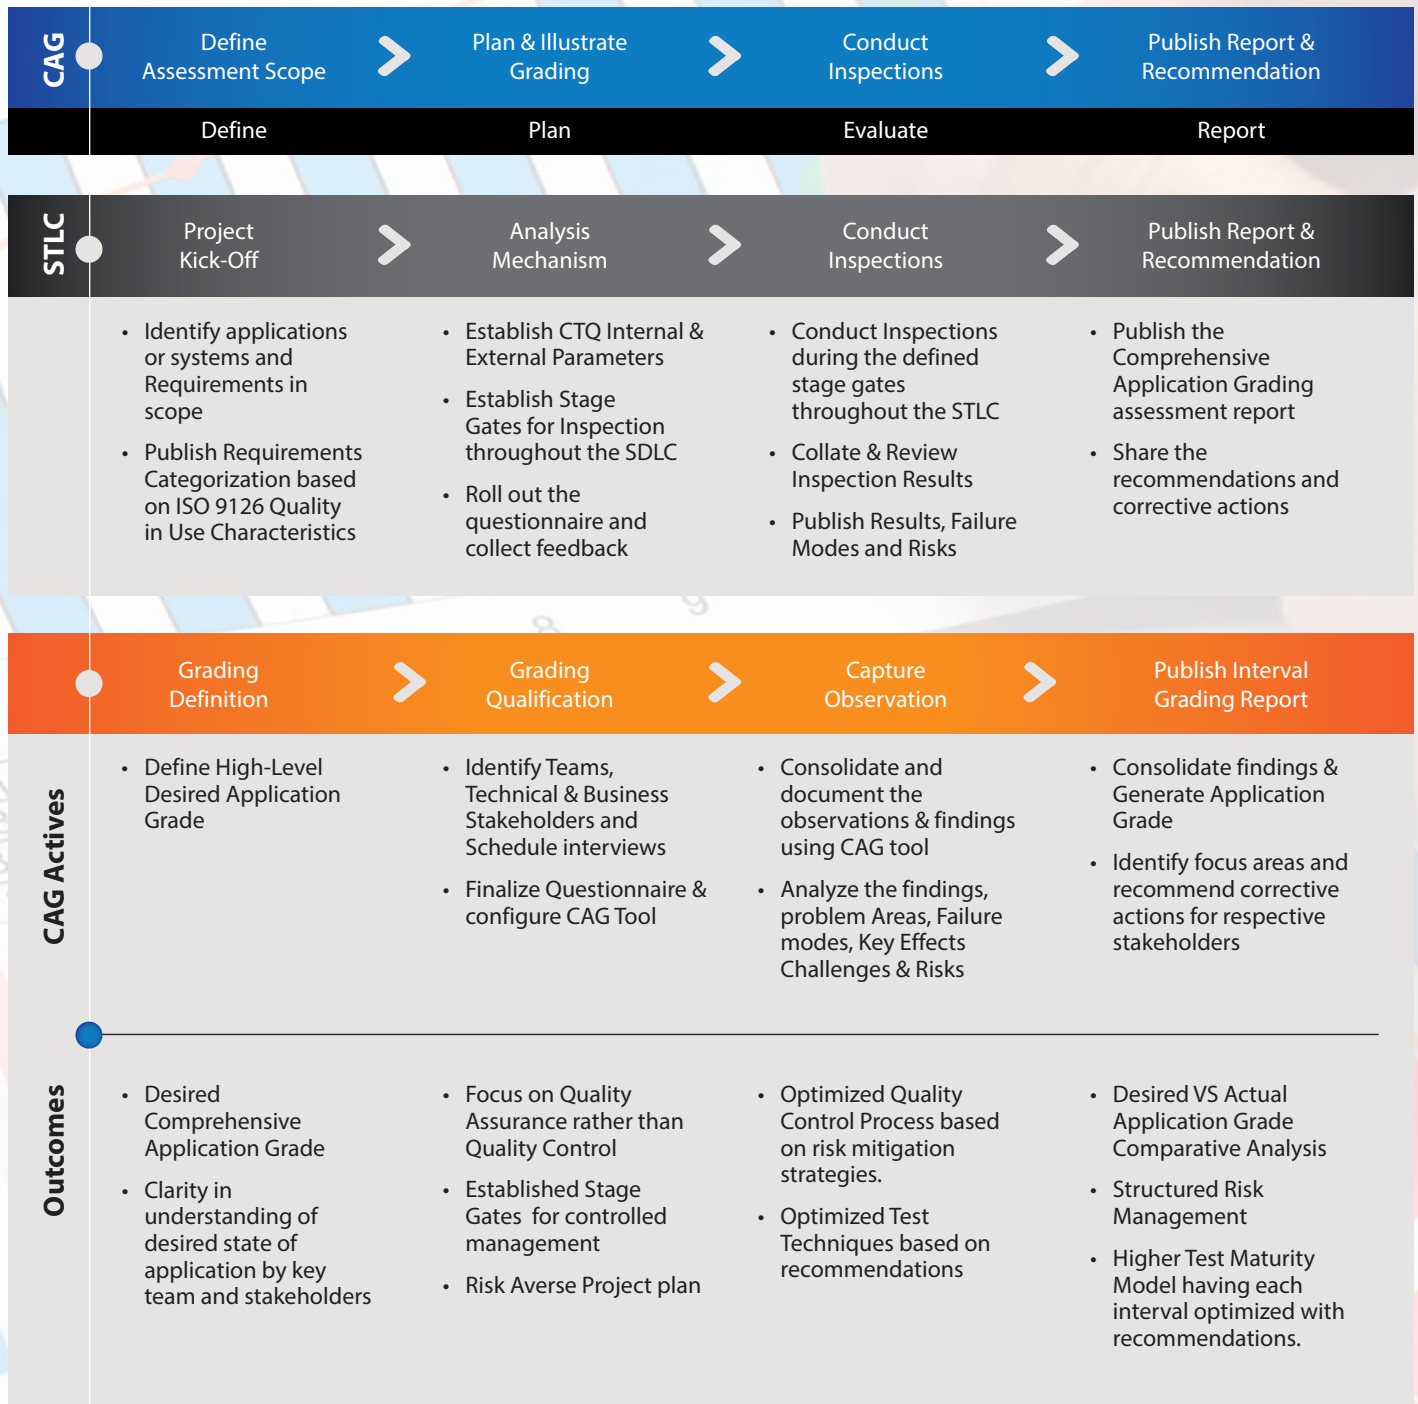 CAG
Define
Assessment Scope
Plan & Illustrate
Grading
Conduct
Inspections
Publish Report &
Recommendation
Define
Plan
Evaluate
Report
STLC
Project
Kick-Off
Analysis
Mechanism
Conduct
Inspections
Publish Report &
Recommendation
• Identify applications
or systems and
Requirements in
scope
• Publish Requirements
Categorization based
on ISO 9126 Quality
in Use Characteristics
• Establish CTQ Internal &
External Parameters
• Establish Stage
Gates for Inspection
throughout the SDLC
• Roll out the
questionnaire and
collect feedback
• Conduct Inspections
during the defined
stage gates
throughout the STLC
• Collate & Review
Inspection Results
• Publish Results, Failure
Modes and Risks
• Publish the
Comprehensive
Application Grading
assessment report
• Share the
recommendations and
corrective actions
8
9
Grading
Definition
Grading
Qualification
Capture
Observation
Publish Interval
Grading Report
CAG Actives
• Define High-Level
Desired Application
Grade
• Identify Teams,
Technical & Business
Stakeholders and
Schedule interviews
• Finalize Questionnaire &
configure CAG Tool
• Consolidate and
document the
observations & findings
using CAG tool
• Analyze the findings,
problem Areas, Failure
modes, Key Effects
Challenges & Risks
• Consolidate findings &
Generate Application
Grade
• Identify focus areas and
recommend corrective
actions for respective
stakeholders
Outcomes
• Desired
Comprehensive
Application Grade
• Clarity in
understanding of
desired state of
application by key
team and stakeholders
• Focus on Quality
Assurance rather than
Quality Control
• Established Stage
Gates for controlled
management
• Risk Averse Project plan
• Optimized Quality
Control Process based
on risk mitigation
strategies.
• Optimized Test
Techniques based on
recommendations
• Desired VS Actual
Application Grade
Comparative Analysis
• Structured Risk
Management
• Higher Test Maturity
Model having each
interval optimized with
recommendations.